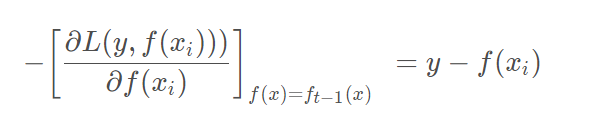 -[∂L(y, f(x_i)))/∂f(x_i)]_{f(x)=f_{t-1}(x)} = y - f(x_i)